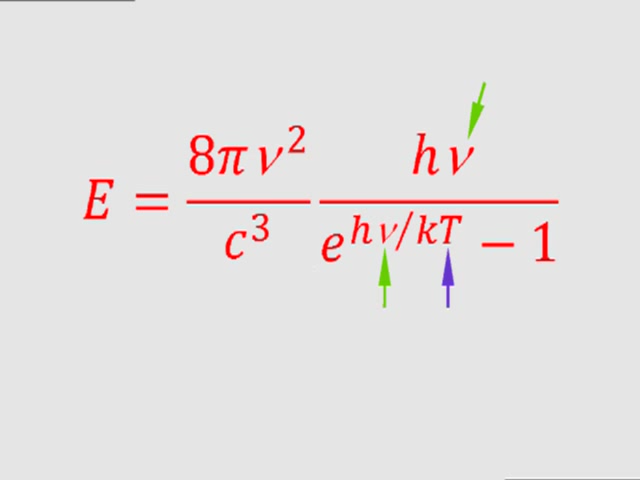 E = 8πν²/c³ hν/e^(hν/kT) − 1